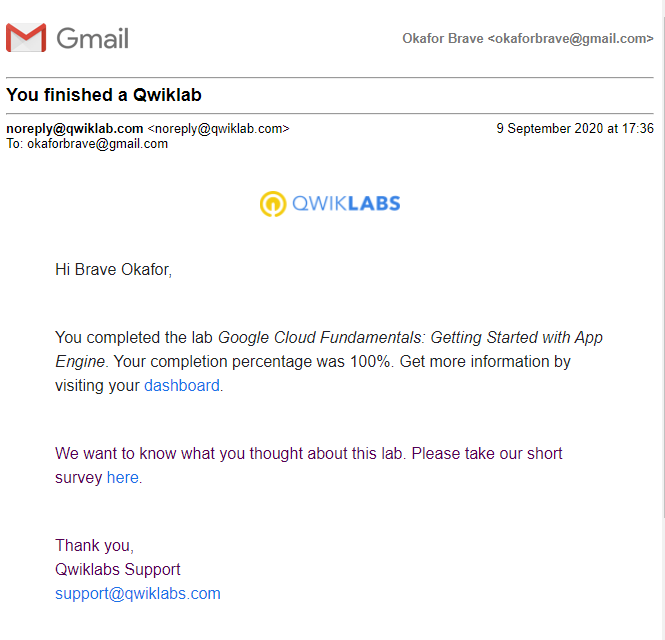 Gmail
Okafor Brave <okaforbrave@gmail.com>
You finished a Qwiklab
noreply@qwiklab.com <noreply@qwiklab.com>
9 September 2020 at 17:36
To: okaforbrave@gmail.com
QWIKLABS
Hi Brave Okafor,
You completed the lab Google Cloud Fundamentals: Getting Started with App
Engine. Your completion percentage was 100%. Get more information by
visiting your dashboard.
We want to know what you thought about this lab. Please take our short
survey here.
Thank you,
Qwiklabs Support
support@qwiklabs.com